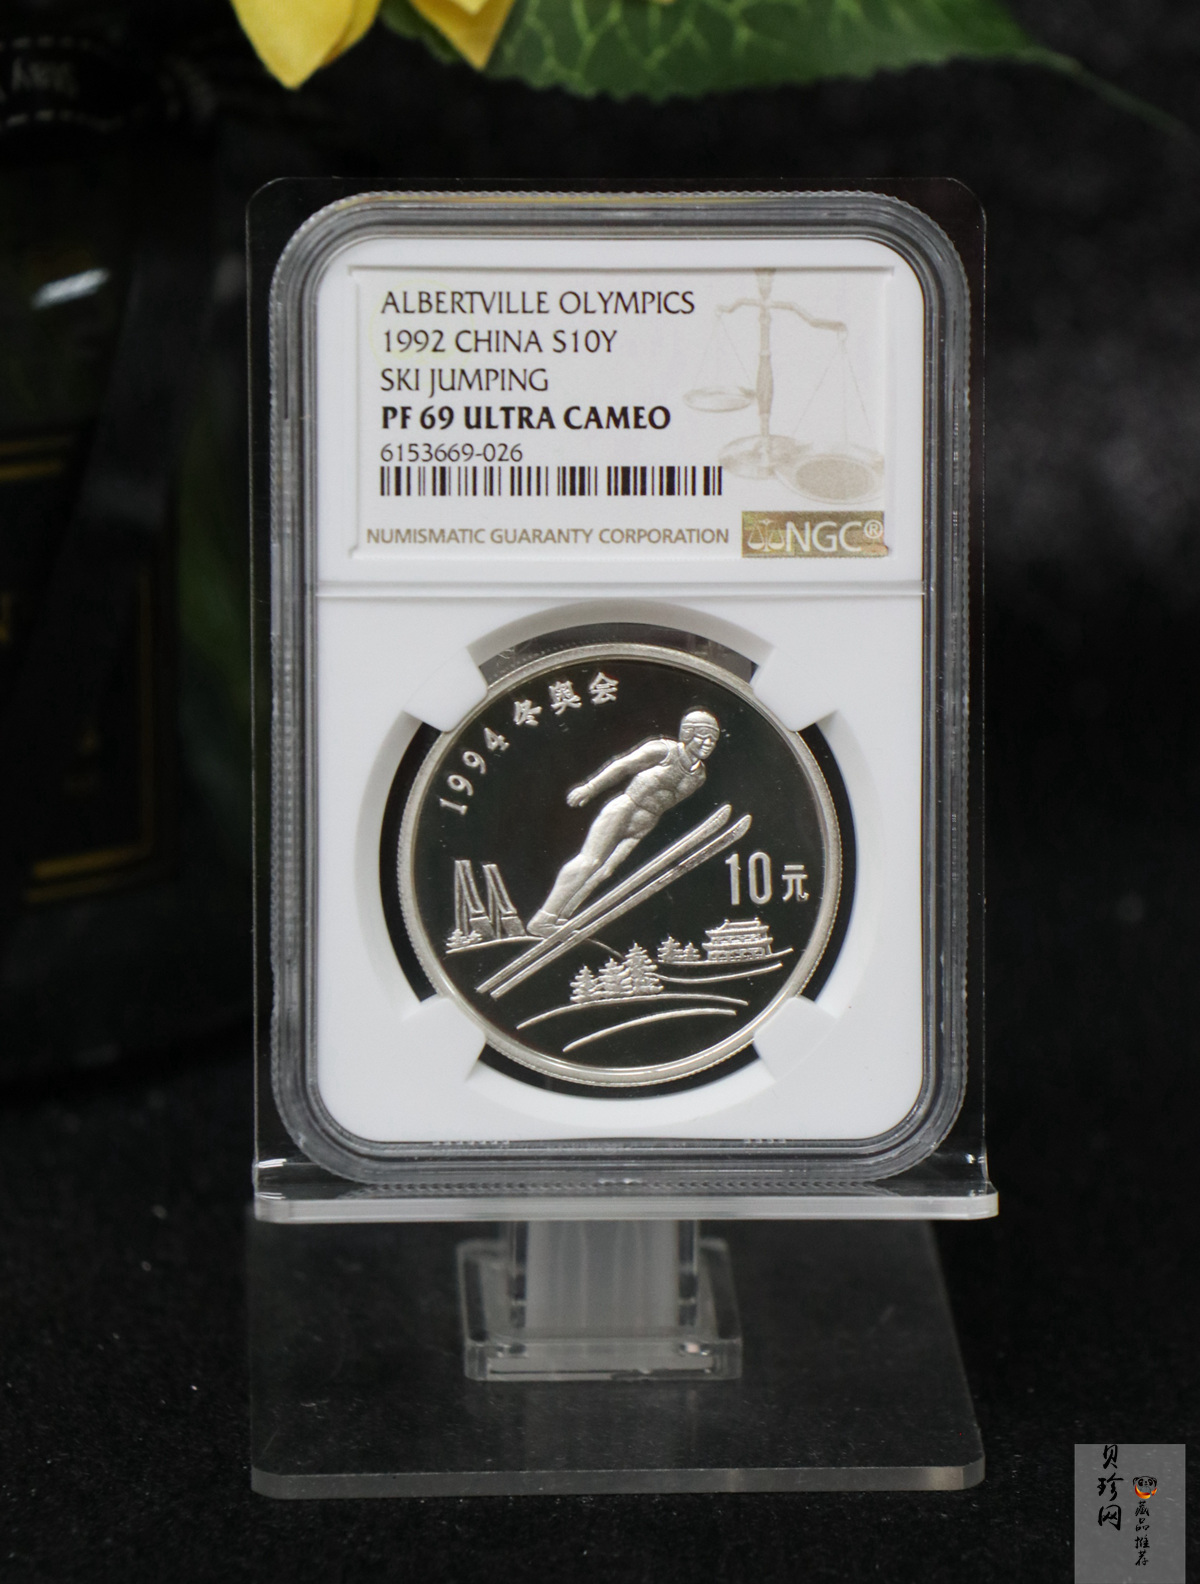 ALBERTVILLE OLYMPICS
1992 CHINA S10Y
SKI JUMPING
PF 69 ULTRA CAMEO
6153669-026
NUMISMATIC GUARANTY CORPORATION
NGC®
1994冬奥会
10元
贝珍网
藏品推荐